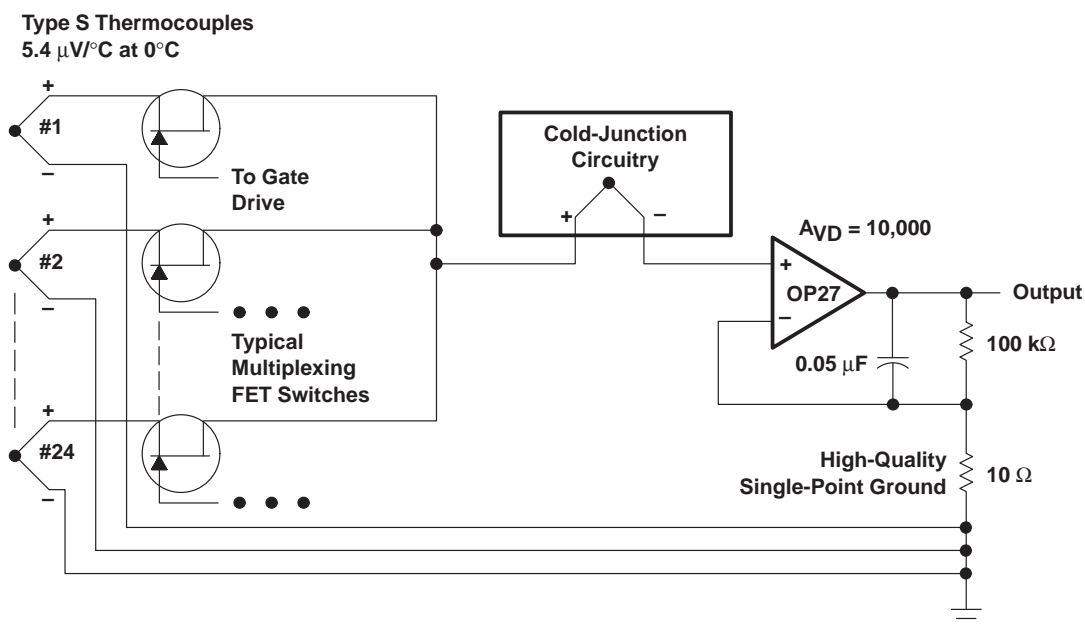 Type S Thermocouples
5.4 μV/°C at 0°C
+
#1
−
To Gate
Drive
+
#2
−
Typical
Multiplexing
FET Switches
+
#24
−
Cold-Junction
Circuitry
+
−
AVD = 10,000
+
OP27
−
Output
100 kΩ
0.05 μF
High-Quality
Single-Point Ground
10 Ω